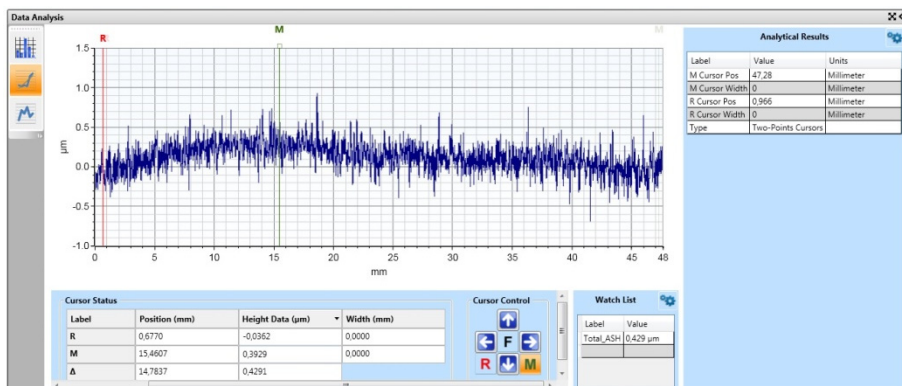 Data Analysis
R
M
M
1.5
1.0
0.5
0.0
-0.5
-1.0
µm
0 5 10 15 20 25 30 35 40 45 48
mm
Analytical Results
Label Value Units
M Cursor Pos 47,28 Millimeter
M Cursor Width 0 Millimeter
R Cursor Pos 0,966 Millimeter
R Cursor Width 0 Millimeter
Type Two-Points Cursors
Cursor Status
Label Position (mm) Height Data (µm) Width (mm)
R 0,6770 -0,0362 0,0000
M 15,4607 0,3929 0,0000
Δ 14,7837 0,4291
Cursor Control
F
R M
Watch List
Label Value
Total_ASH 0,429 µm